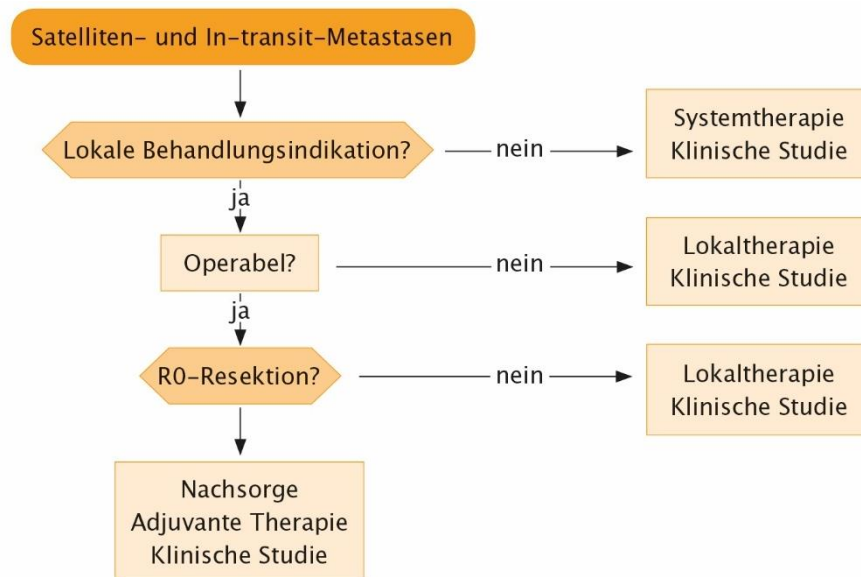 Satelliten- und In-transit-Metastasen
Lokale Behandlungsindikation?
nein
Systemtherapie
Klinische Studie
ja
Operabel?
nein
Lokaltherapie
Klinische Studie
ja
R0-Resektion?
nein
Lokaltherapie
Klinische Studie
Nachsorge
Adjuvante Therapie
Klinische Studie